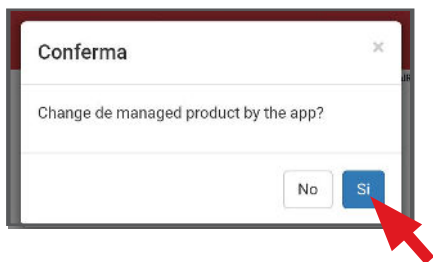 Conferma
×
Change de managed product by the app?
No Si